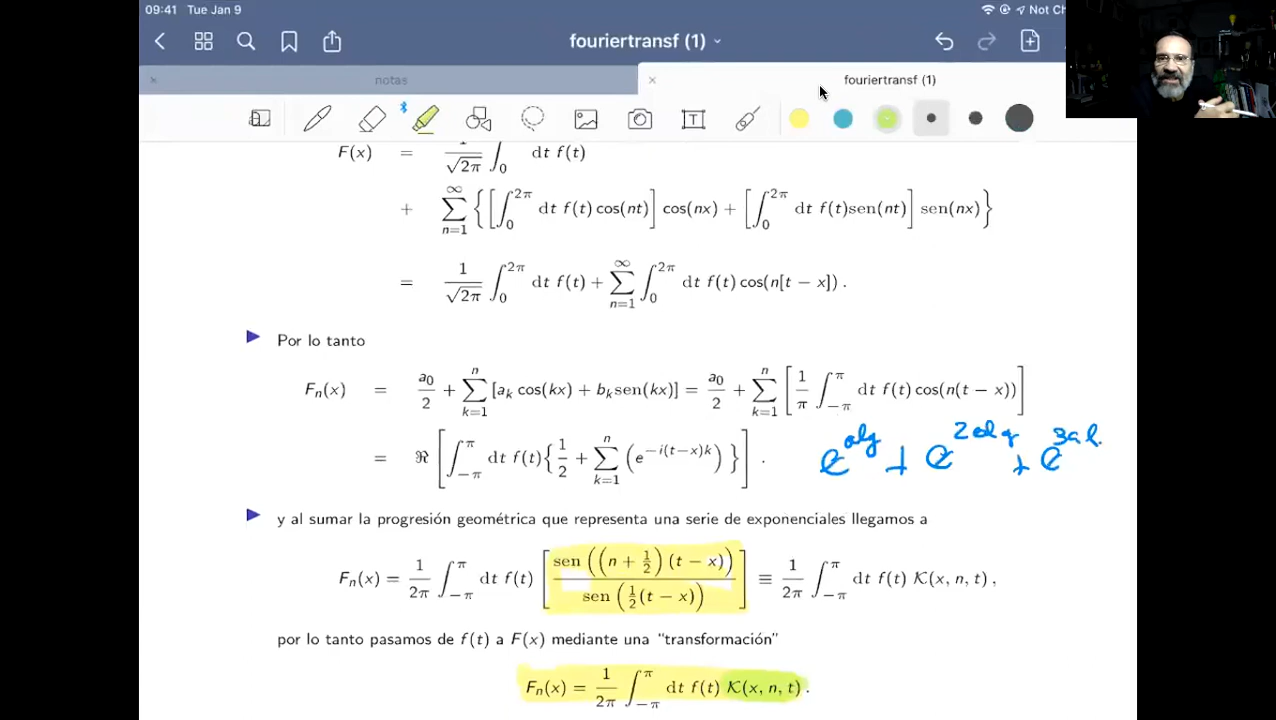 09:41 Tue Jan 9
Not Ch
fouriertransf (1)
notas
fouriertransf (1)
F(x) = 1/√2π ∫_0 dt f(t)
+ ∑_{n=1}^{∞} {[∫_0^{2π} dt f(t) cos(nt)] cos(nx) + [∫_0^{2π} dt f(t)sen(nt)] sen(nx)}
= 1/√2π ∫_0^{2π} dt f(t) + ∑_{n=1}^{∞} ∫_0^{2π} dt f(t) cos(n[t − x]) .
Por lo tanto
F_n(x) = a_0/2 + ∑_{k=1}^{n} [a_k cos(kx) + b_k sen(kx)] = a_0/2 + ∑_{k=1}^{n} [1/π ∫_{−π}^{π} dt f(t) cos(n(t − x))]
= ℜ [∫_{−π}^{π} dt f(t){1/2 + ∑_{k=1}^{n} (e^{−i(t−x)k})}] .
e^{alg} + e^{2alg} + e^{3al.}
y al sumar la progresión geométrica que representa una serie de exponenciales llegamos a
F_n(x) = 1/2π ∫_{−π}^{π} dt f(t) [sen ((n + 1/2) (t − x)) / sen (1/2(t − x))] ≡ 1/2π ∫_{−π}^{π} dt f(t) K(x, n, t) ,
por lo tanto pasamos de f(t) a F(x) mediante una “transformación”
F_n(x) = 1/2π ∫_{−π}^{π} dt f(t) K(x, n, t) .